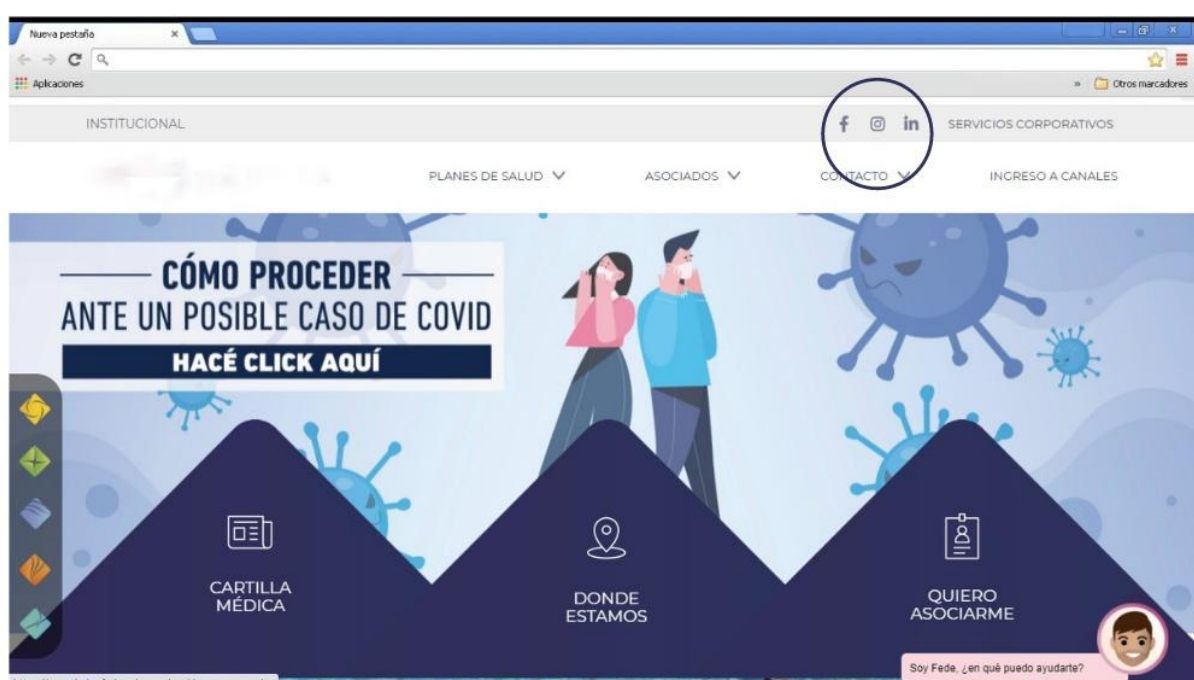 Nueva pestaña
Aplicaciones
» Otros marcadores
INSTITUCIONAL
f in SERVICIOS CORPORATIVOS
PLANES DE SALUD ASOCIADOS CONTACTO INGRESO A CANALES
CÓMO PROCEDER
ANTE UN POSIBLE CASO DE COVID
HACÉ CLICK AQUÍ
CARTILLA
MÉDICA
DONDE
ESTAMOS
QUIERO
ASOCIARME
Soy Fede, ¿en qué puedo ayudarte?